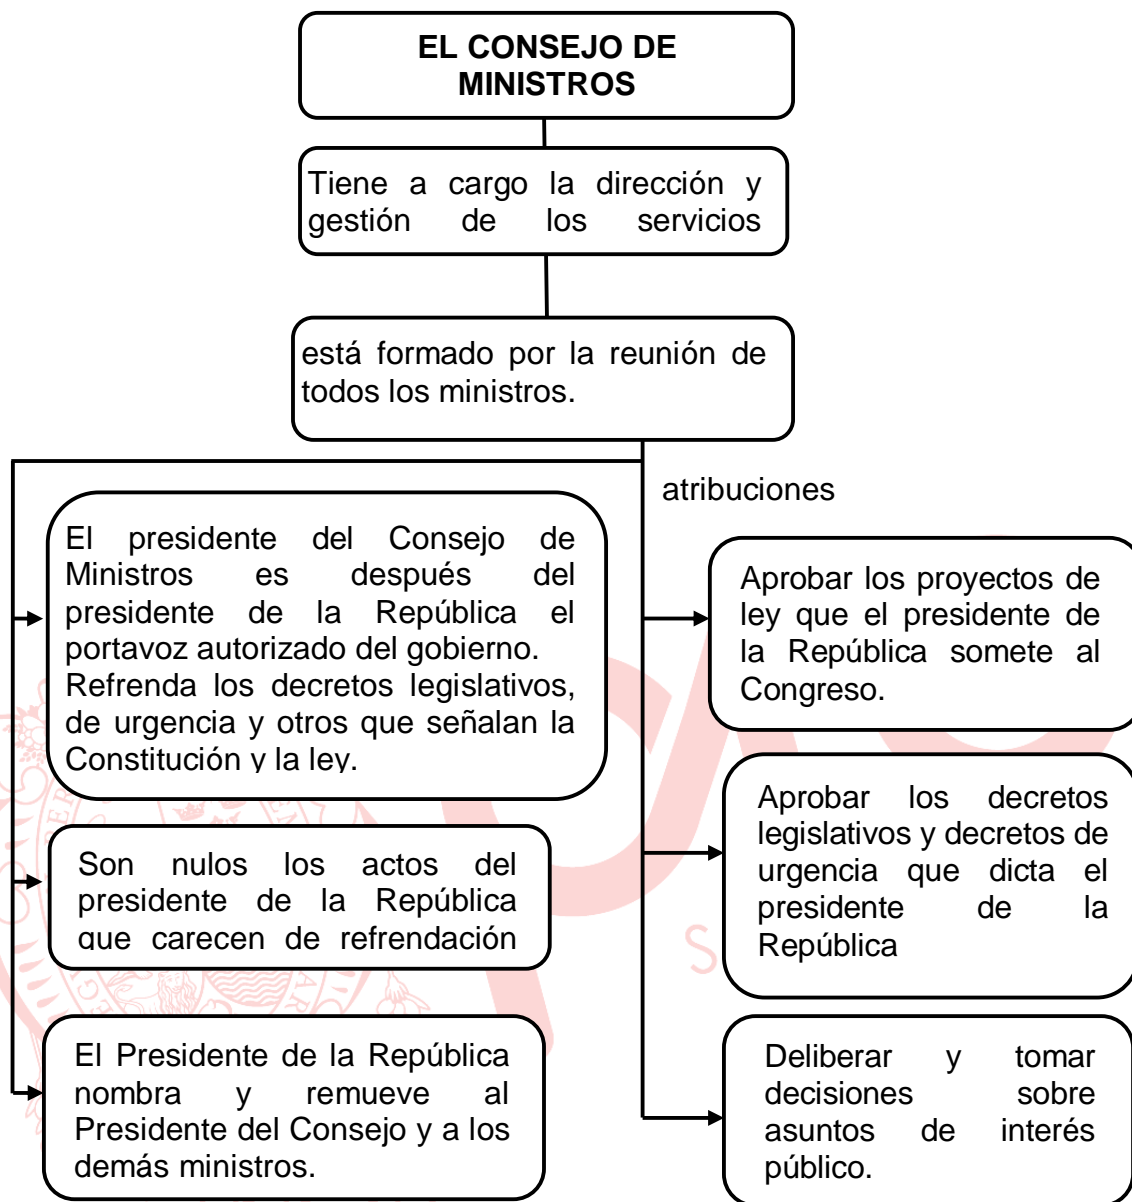 EL CONSEJO DE
MINISTROS
Tiene a cargo la dirección y
gestión de los servicios
está formado por la reunión de
todos los ministros.
atribuciones
El presidente del Consejo de
Ministros es después del
presidente de la República el
portavoz autorizado del gobierno.
Refrenda los decretos legislativos,
de urgencia y otros que señalan la
Constitución y la ley.
Son nulos los actos del
presidente de la República
que carecen de refrendación
El Presidente de la República
nombra y remueve al
Presidente del Consejo y a los
demás ministros.
Aprobar los proyectos de
ley que el presidente de
la República somete al
Congreso.
Aprobar los decretos
legislativos y decretos de
urgencia que dicta el
presidente de la
República
Deliberar y tomar
decisiones sobre
asuntos de interés
público.